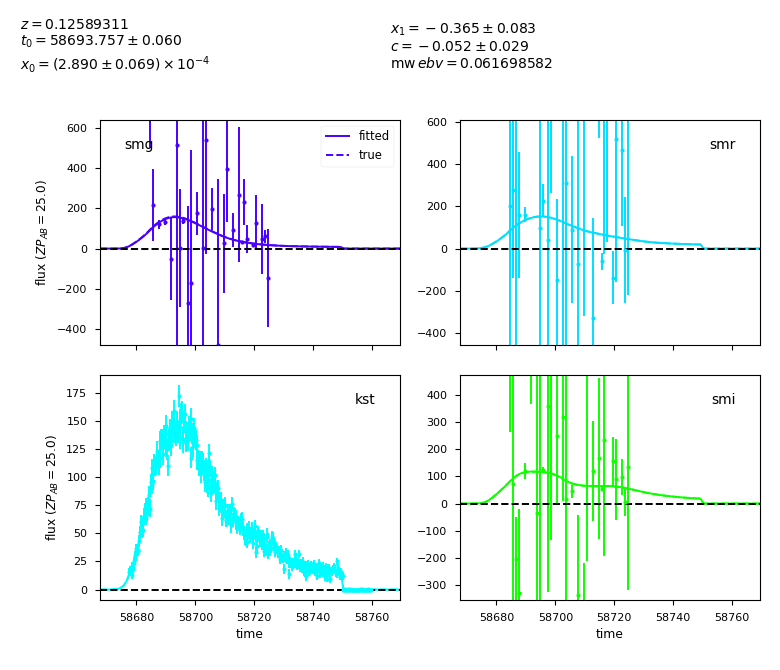 z = 0.12589311
t₀ = 58693.757 ± 0.060
x₀ = (2.890 ± 0.069) × 10⁻⁴
x₁ = −0.365 ± 0.083
c = −0.052 ± 0.029
mw ebv = 0.061698582
smg
fitted
true
600
400
200
0
−200
−400
flux (ZP_AB = 25.0)
smr
600
400
200
0
−200
−400
kst
175
150
125
100
75
50
25
0
flux (ZP_AB = 25.0)
58680 58700 58720 58740 58760
time
smi
400
300
200
100
0
−100
−200
−300
58680 58700 58720 58740 58760
time